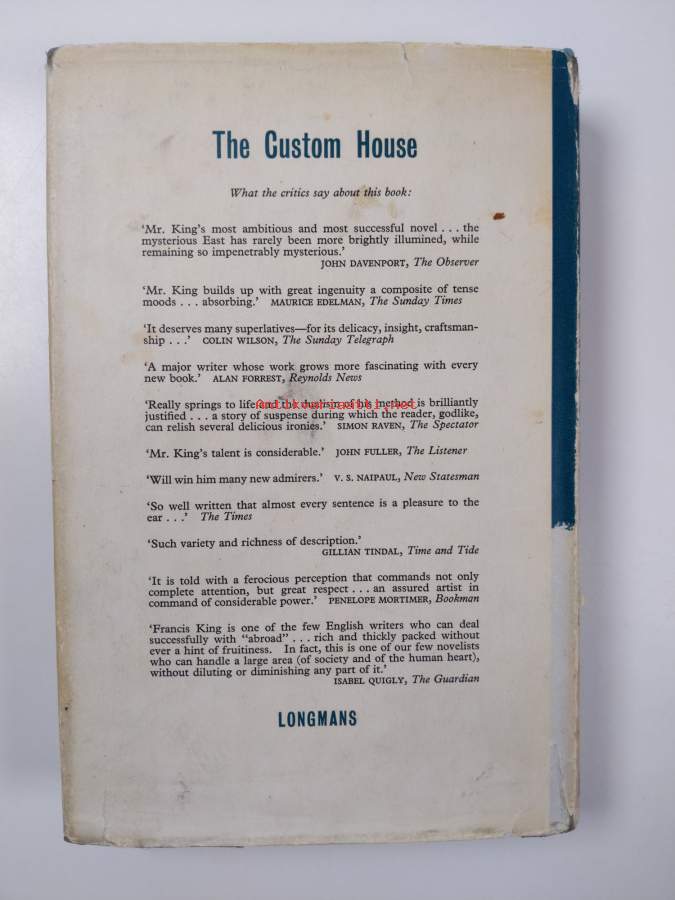 The Custom House
What the critics say about this book:
‘Mr. King's most ambitious and most successful novel . . . the
mysterious East has rarely been more brightly illumined, while
remaining so impenetrably mysterious.’
JOHN DAVENPORT, The Observer
‘Mr. King builds up with great ingenuity a composite of tense
moods . . . absorbing.’ MAURICE EDELMAN, The Sunday Times
‘It deserves many superlatives—for its delicacy, insight, craftsman-
ship . . .’ COLIN WILSON, The Sunday Telegraph
‘A major writer whose work grows more fascinating with every
new book.’ ALAN FORREST, Reynolds News
‘Really springs to life and the dualism of his method is brilliantly
Antikvariaatti.net
justified . . . a story of suspense during which the reader, godlike,
can relish several delicious ironies.’ SIMON RAVEN, The Spectator
‘Mr. King's talent is considerable.’ JOHN FULLER, The Listener
‘Will win him many new admirers.’ V. S. NAIPAUL, New Statesman
‘So well written that almost every sentence is a pleasure to the
ear . . .’ The Times
‘Such variety and richness of description.’
GILLIAN TINDAL, Time and Tide
‘It is told with a ferocious perception that commands not only
complete attention, but great respect . . . an assured artist in
command of considerable power.’ PENELOPE MORTIMER, Bookman
‘Francis King is one of the few English writers who can deal
successfully with “abroad” . . . rich and thickly packed without
ever a hint of fruitiness. In fact, this is one of our few novelists
who can handle a large area (of society and of the human heart),
without diluting or diminishing any part of it.’
ISABEL QUIGLY, The Guardian
LONGMANS